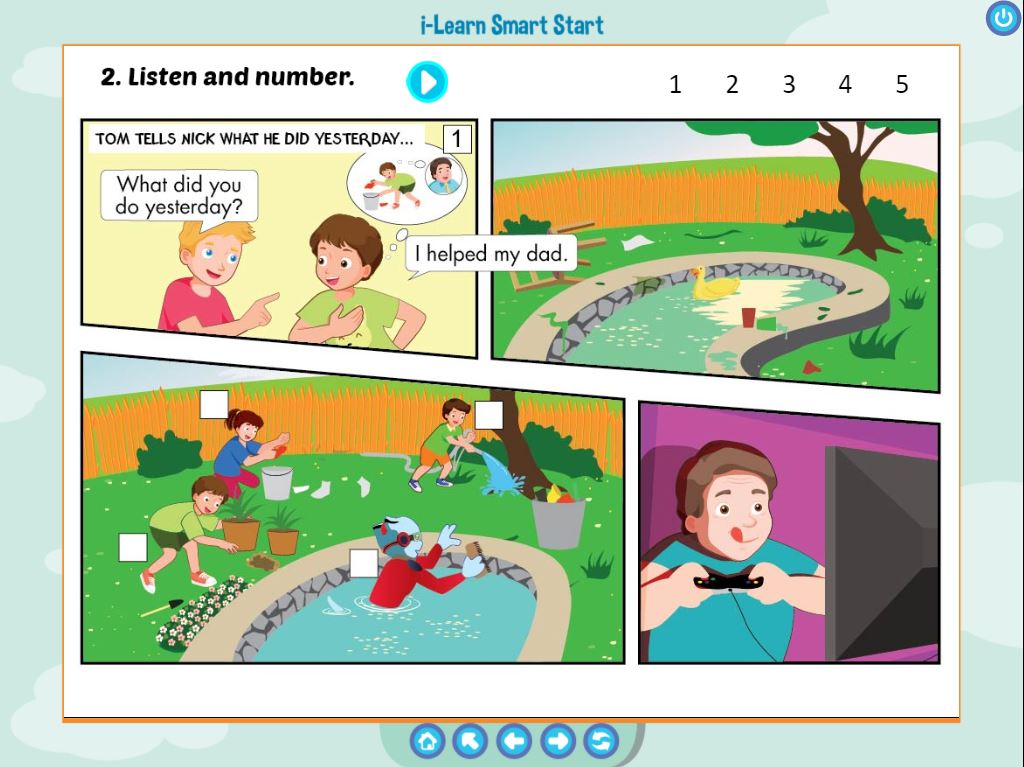 i-Learn Smart Start
2. Listen and number.
1 2 3 4 5
TOM TELLS NICK WHAT HE DID YESTERDAY...
1
What did you
do yesterday?
I helped my dad.